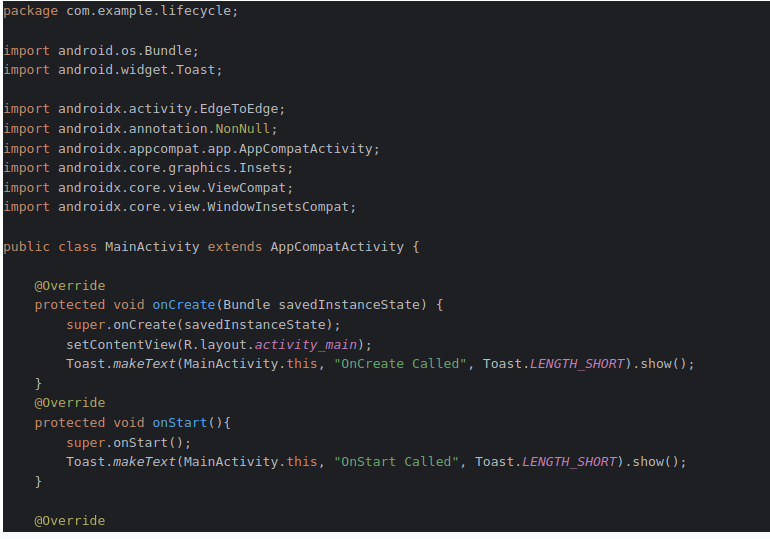 package com.example.lifecycle;
import android.os.Bundle;
import android.widget.Toast;
import androidx.activity.EdgeToEdge;
import androidx.annotation.NonNull;
import androidx.appcompat.app.AppCompatActivity;
import androidx.core.graphics.Insets;
import androidx.core.view.ViewCompat;
import androidx.core.view.WindowInsetsCompat;
public class MainActivity extends AppCompatActivity {
    @Override
    protected void onCreate(Bundle savedInstanceState) {
        super.onCreate(savedInstanceState);
        setContentView(R.layout.activity_main);
        Toast.makeText(MainActivity.this, "OnCreate Called", Toast.LENGTH_SHORT).show();
    }
    @Override
    protected void onStart(){
        super.onStart();
        Toast.makeText(MainActivity.this, "OnStart Called", Toast.LENGTH_SHORT).show();
    }
    @Override